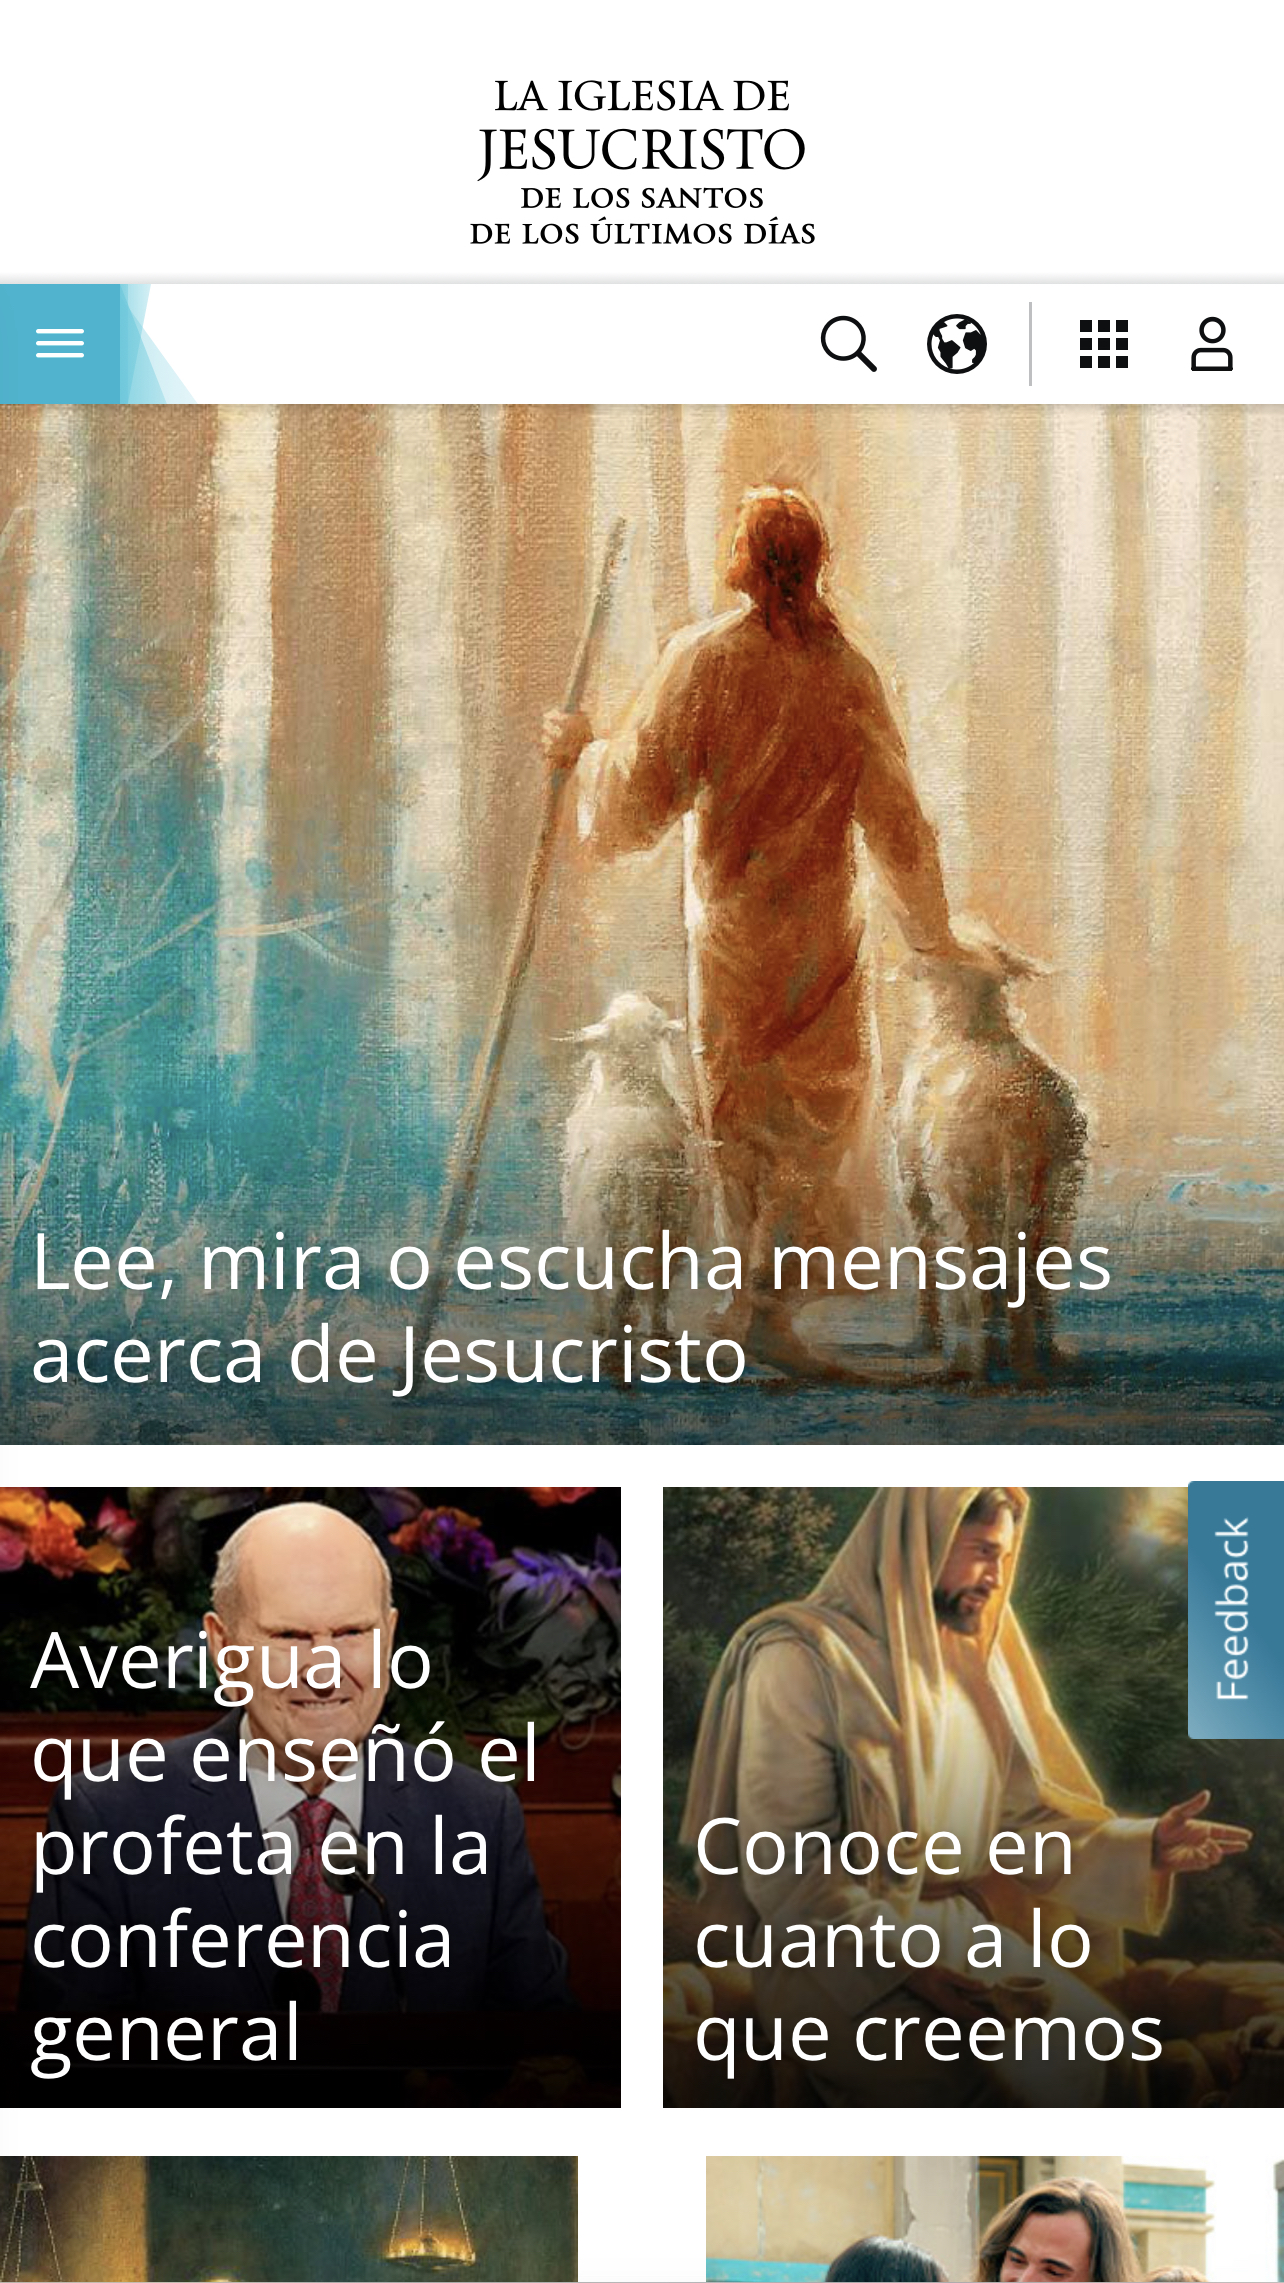 LA IGLESIA DE
JESUCRISTO
DE LOS SANTOS
DE LOS ÚLTIMOS DÍAS
Lee, mira o escucha mensajes
acerca de Jesucristo
Averigua lo
que enseñó el
profeta en la
conferencia
general
Feedback
Conoce en
cuanto a lo
que creemos